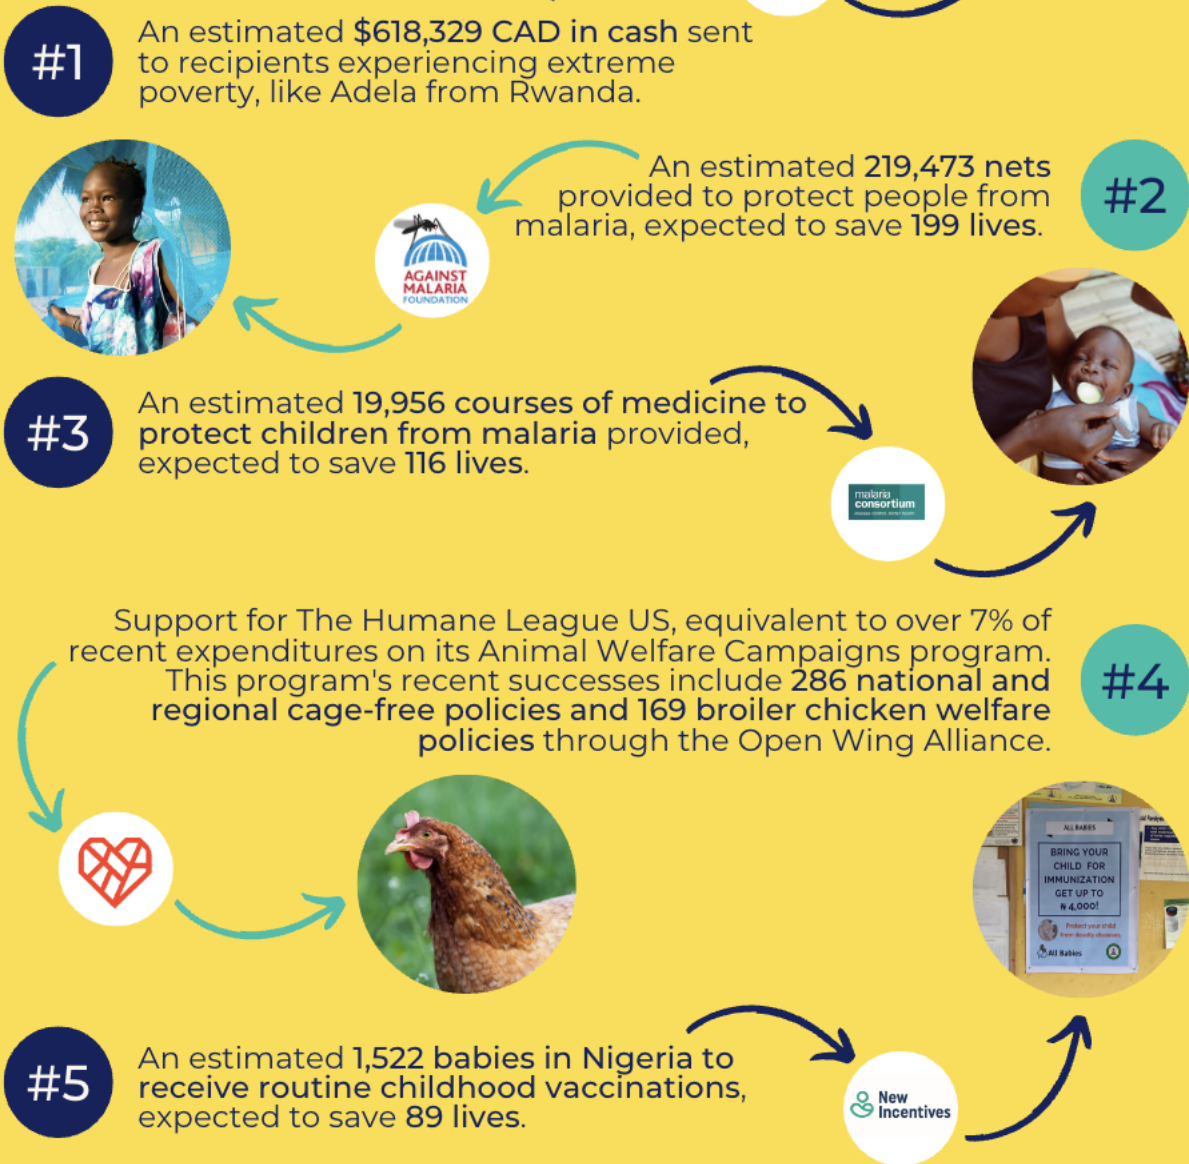 #1
An estimated $618,329 CAD in cash sent
to recipients experiencing extreme
poverty, like Adela from Rwanda.
#2
An estimated 219,473 nets
provided to protect people from
malaria, expected to save 199 lives.
AGAINST
MALARIA
FOUNDATION
#3
An estimated 19,956 courses of medicine to
protect children from malaria provided,
expected to save 116 lives.
malaria
consortium
#4
Support for The Humane League US, equivalent to over 7% of
recent expenditures on its Animal Welfare Campaigns program.
This program's recent successes include 286 national and
regional cage-free policies and 169 broiler chicken welfare
policies through the Open Wing Alliance.
ALL BABIES
BRING YOUR
CHILD FOR
IMMUNIZATION
GET UP TO
₦ 4,000!
Protect your child
from deadly diseases
All Babies
#5
An estimated 1,522 babies in Nigeria to
receive routine childhood vaccinations,
expected to save 89 lives.
New
Incentives